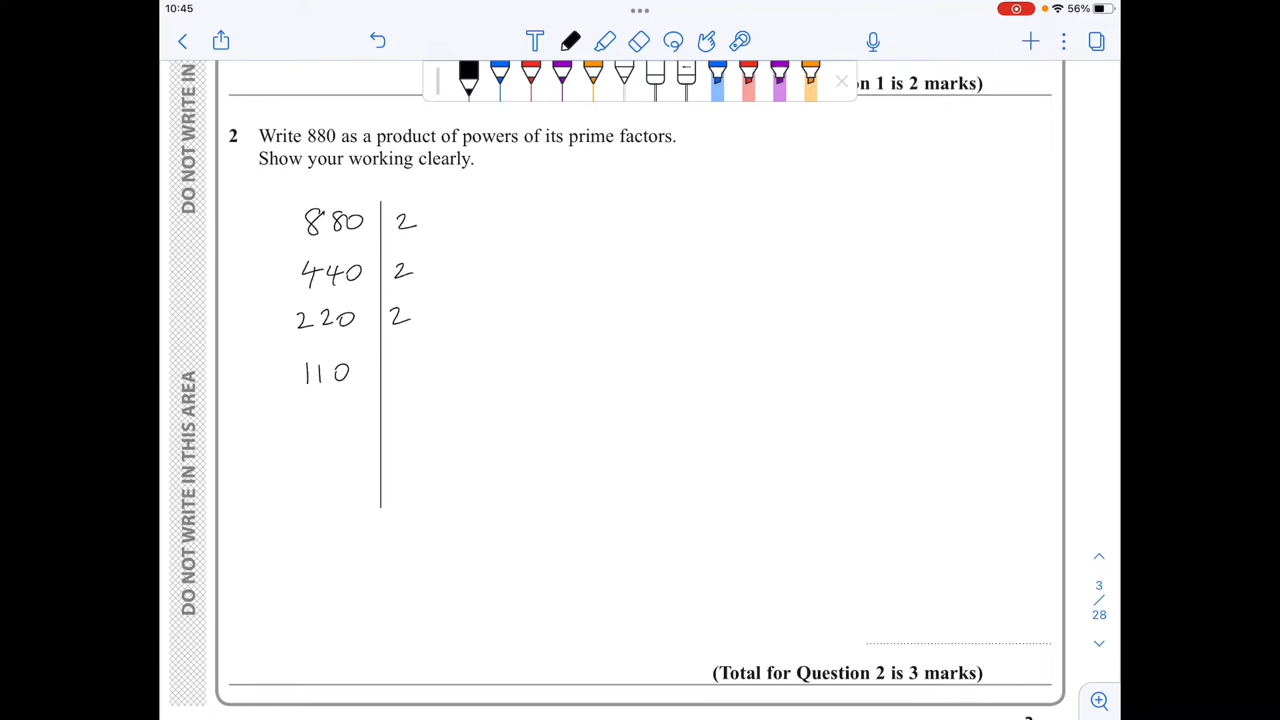 10:45
56%
DO NOT WRITE IN
n 1 is 2 marks)
2 Write 880 as a product of powers of its prime factors.
Show your working clearly.
880 2
440 2
220 2
110
DO NOT WRITE IN THIS AREA
3
/
28
(Total for Question 2 is 3 marks)